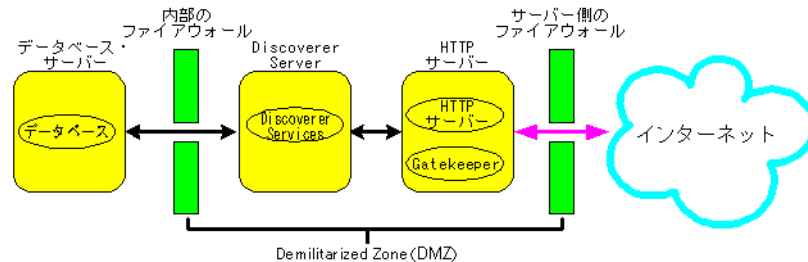 データベース・
サーバー
内部の
ファイアウォール
Discoverer
Server
HTTP
サーバー
サーバー側の
ファイアウォール
データベース
Discoverer
Services
HTTP
サーバー
Gatekeeper
インターネット
Demilitarized Zone(DMZ)